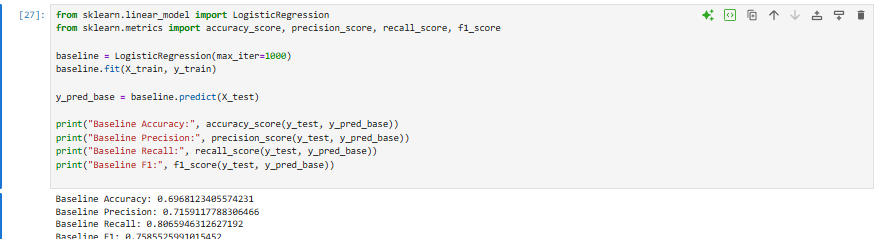 [27]:
from sklearn.linear_model import LogisticRegression
from sklearn.metrics import accuracy_score, precision_score, recall_score, f1_score
baseline = LogisticRegression(max_iter=1000)
baseline.fit(X_train, y_train)
y_pred_base = baseline.predict(X_test)
print("Baseline Accuracy:", accuracy_score(y_test, y_pred_base))
print("Baseline Precision:", precision_score(y_test, y_pred_base))
print("Baseline Recall:", recall_score(y_test, y_pred_base))
print("Baseline F1:", f1_score(y_test, y_pred_base))
Baseline Accuracy: 0.6968123405574231
Baseline Precision: 0.7159117788306466
Baseline Recall: 0.8065946312627192
Baseline F1: 0.7585525991015452